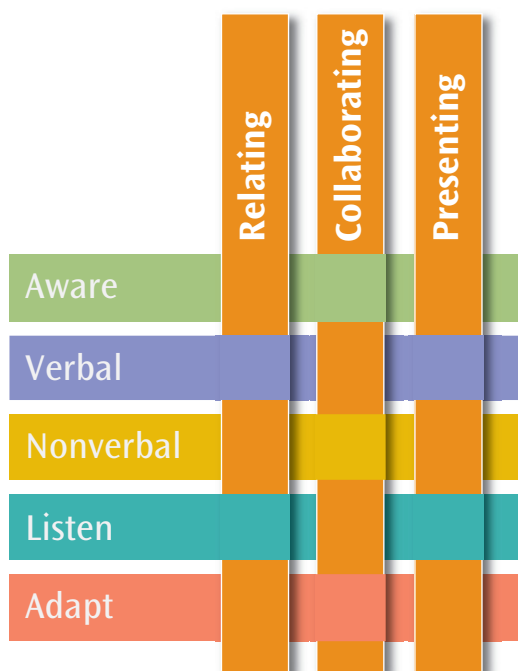 Relating
Collaborating
Presenting
Aware
Verbal
Nonverbal
Listen
Adapt